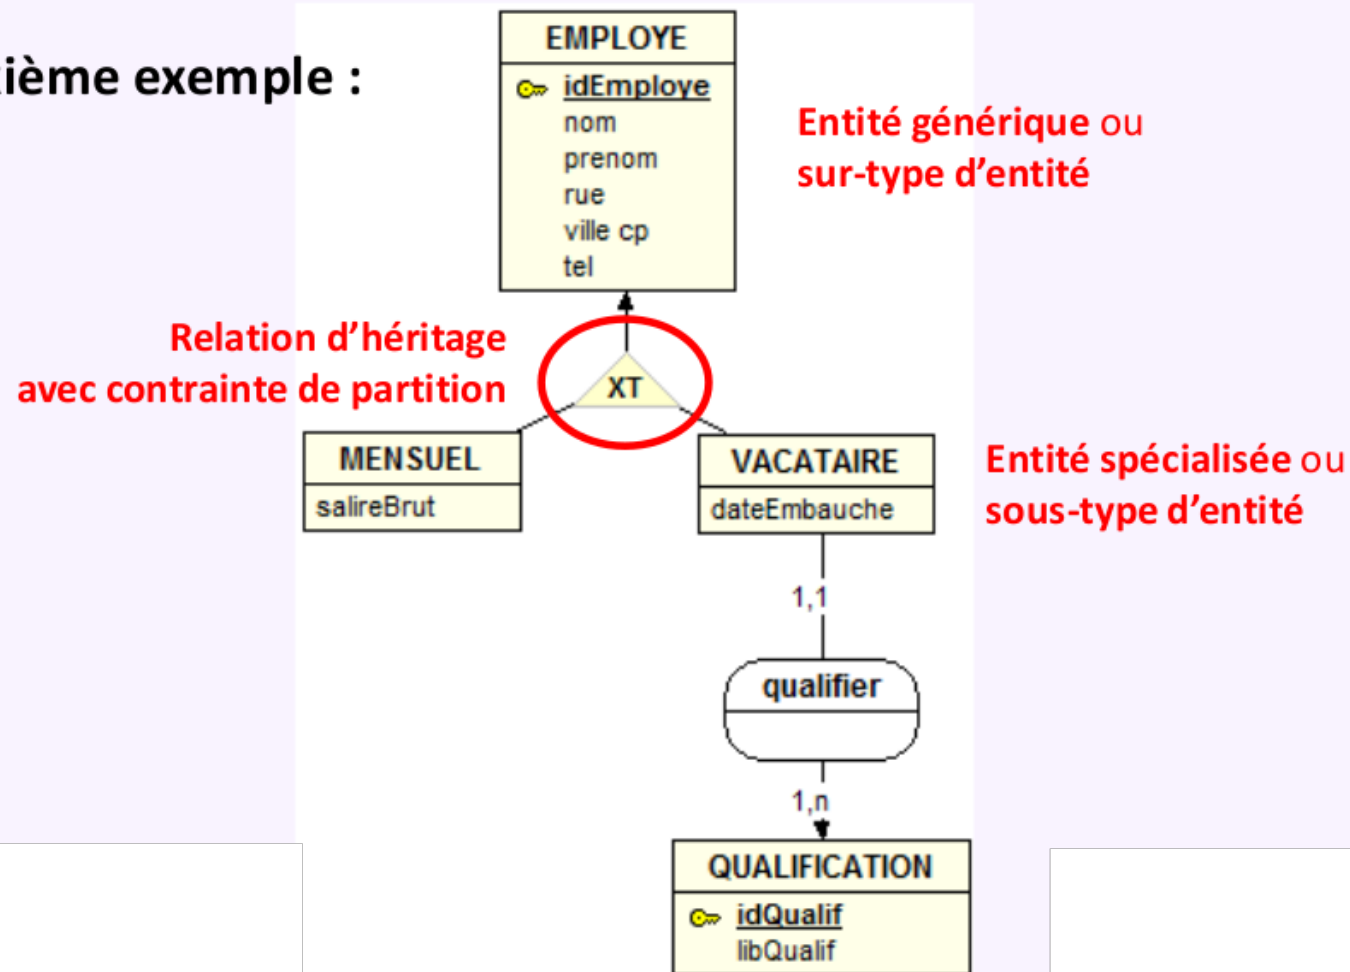 ième exemple :
EMPLOYE
idEmploye
nom
prenom
rue
ville cp
tel
Entité générique ou
sur-type d'entité
Relation d'héritage
avec contrainte de partition
XT
MENSUEL
salireBrut
VACATAIRE
dateEmbauche
Entité spécialisée ou
sous-type d'entité
1,1
qualifier
1,n
QUALIFICATION
idQualif
libQualif